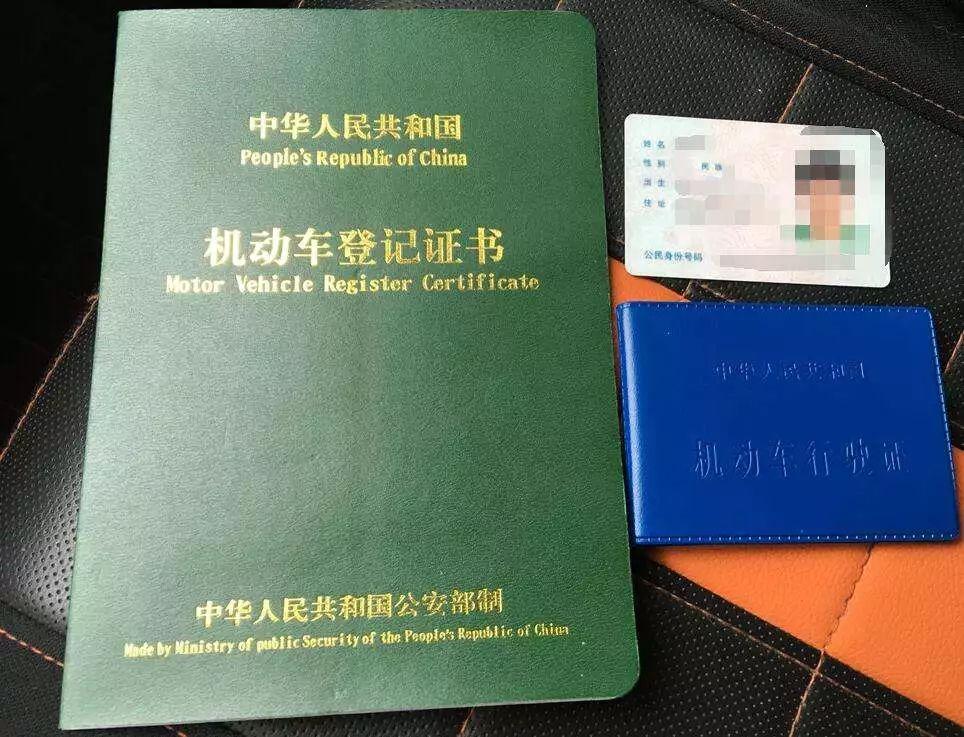 中华人民共和国
People's Republic of China
机动车登记证书
Motor Vehicle Register Certificate
中华人民共和国公安部制
Made by Ministry of public Security of the People's Republic of China
姓名
性别 民族
出生
住址
公民身份号码
中华人民共和国
机动车行驶证